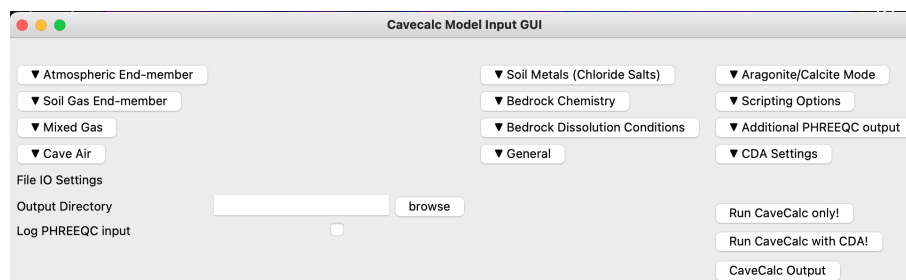 Cavecalc Model Input GUI
▼ Atmospheric End-member
▼ Soil Metals (Chloride Salts)
▼ Aragonite/Calcite Mode
▼ Soil Gas End-member
▼ Bedrock Chemistry
▼ Scripting Options
▼ Mixed Gas
▼ Bedrock Dissolution Conditions
▼ Additional PHREEQC output
▼ Cave Air
▼ General
▼ CDA Settings
File IO Settings
Output Directory
browse
Log PHREEQC input
Run CaveCalc only!
Run CaveCalc with CDA!
CaveCalc Output